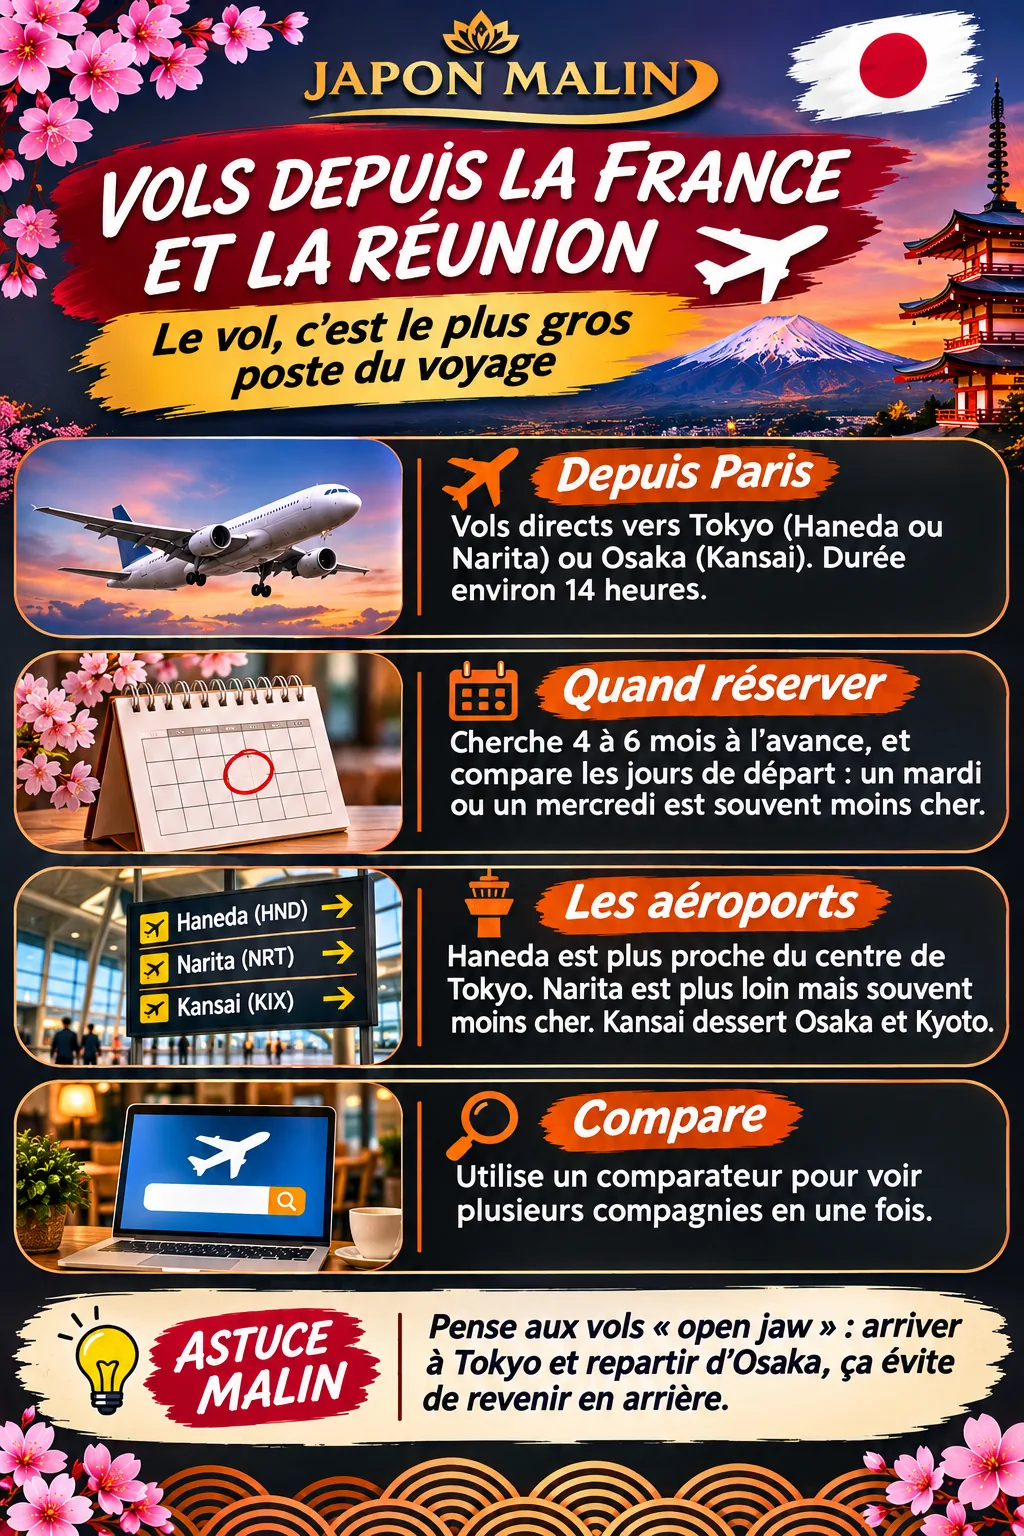 JAPON MALIN
VOLS DEPUIS LA FRANCE
ET LA RÉUNION
Le vol, c'est le plus gros
poste du voyage
Depuis Paris
Vols directs vers Tokyo (Haneda ou
Narita) ou Osaka (Kansai). Durée
environ 14 heures.
Quand réserver
Cherche 4 à 6 mois à l'avance, et
compare les jours de départ : un mardi
ou un mercredi est souvent moins cher.
Haneda (HND)
Narita (NRT)
Kansai (KIX)
Les aéroports
Haneda est plus proche du centre de
Tokyo. Narita est plus loin mais souvent
moins cher. Kansai dessert Osaka et Kyoto.
Compare
Utilise un comparateur pour voir
plusieurs compagnies en une fois.
ASTUCE
MALIN
Pense aux vols « open jaw » : arriver
à Tokyo et repartir d'Osaka, ça évite
de revenir en arrière.